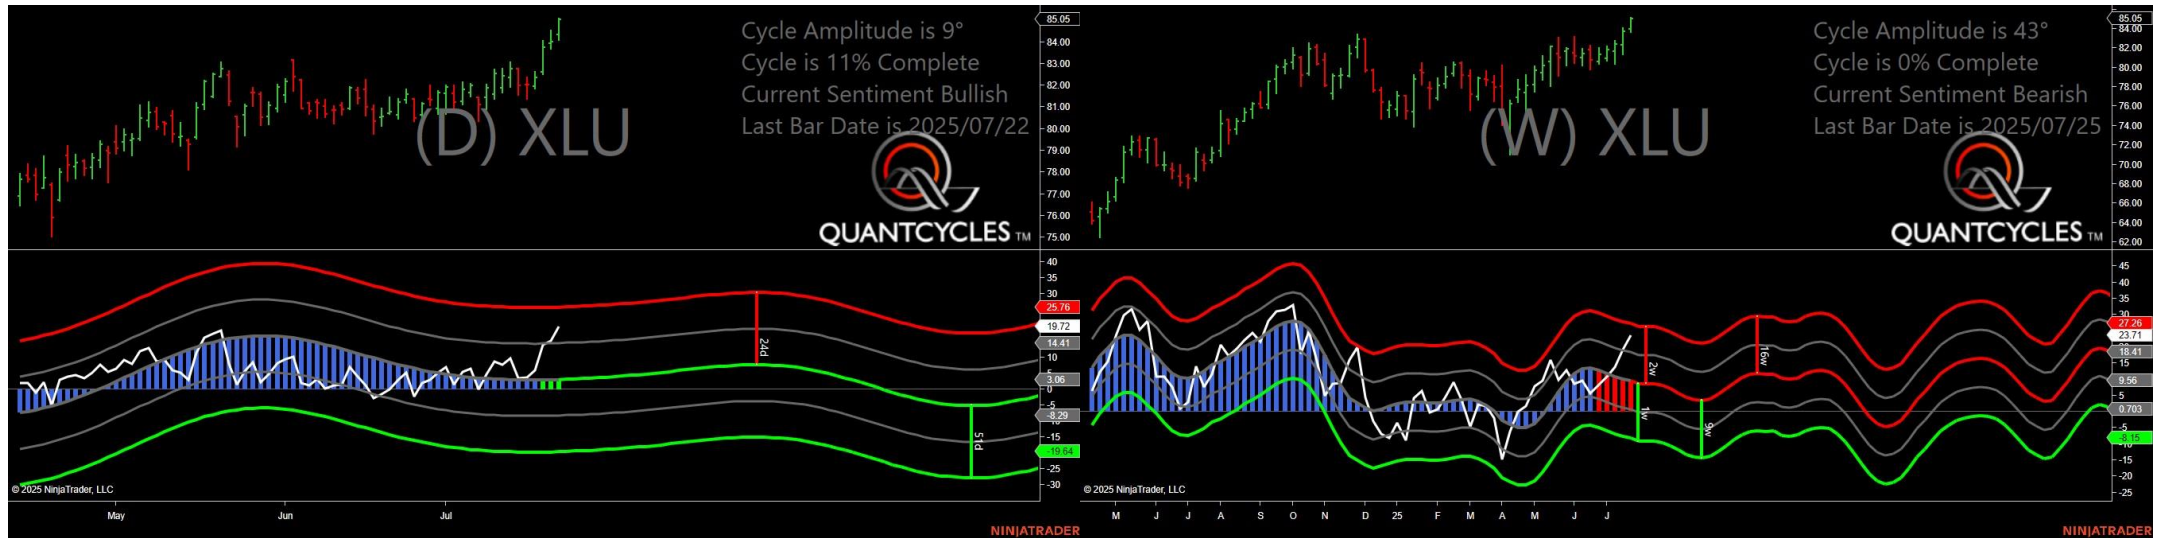 Cycle Amplitude is 9°
Cycle is 11% Complete
Current Sentiment Bullish
Last Bar Date is 2025/07/22
(D) XLU
QUANTCYCLES TM
85.05
84.00
83.00
82.00
81.00
80.00
79.00
78.00
77.00
76.00
75.00
40
35
30
25.76
19.72
14.41
10
5
3.06
0
-5
-8.29
-15
-19.64
-25
-30
24d
51d
© 2025 NinjaTrader, LLC
May
Jun
Jul
NINJATRADER
Cycle Amplitude is 43°
Cycle is 0% Complete
Current Sentiment Bearish
Last Bar Date is 2025/07/25
(W) XLU
QUANTCYCLES TM
85.05
84.00
82.00
80.00
78.00
76.00
74.00
72.00
70.00
68.00
66.00
64.00
62.00
45
40
35
30
27.26
23.71
18.41
15
9.56
5
0.703
-8.15
-10
-15
-20
-25
2w
16w
1w
9w
© 2025 NinjaTrader, LLC
M
J
J
A
S
O
N
D
25
F
M
A
M
J
J
NINJATRADER